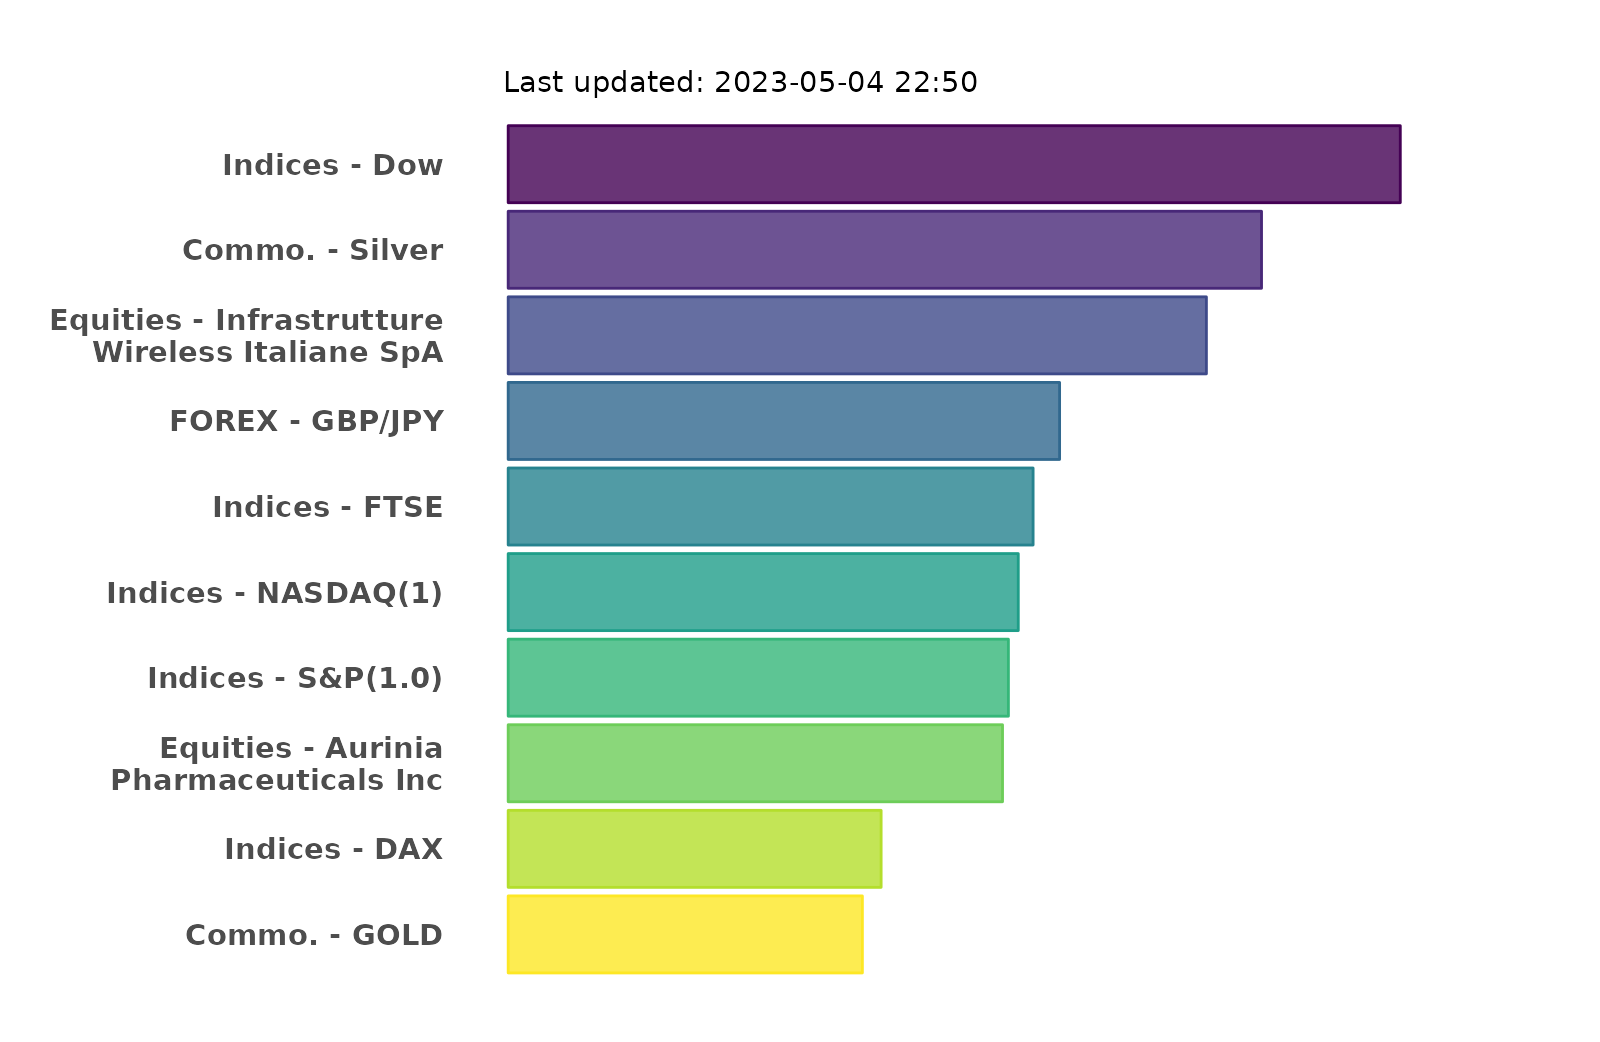 Last updated: 2023-05-04 22:50
Indices - Dow
Commo. - Silver
Equities - Infrastrutture
Wireless Italiane SpA
FOREX - GBP/JPY
Indices - FTSE
Indices - NASDAQ(1)
Indices - S&P(1.0)
Equities - Aurinia
Pharmaceuticals Inc
Indices - DAX
Commo. - GOLD